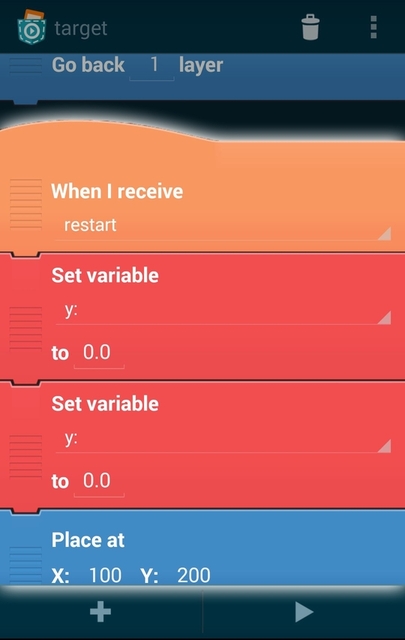 target
Go back 1 layer
When I receive
restart
Set variable
y:
to 0.0
Set variable
y:
to 0.0
Place at
X: 100 Y: 200